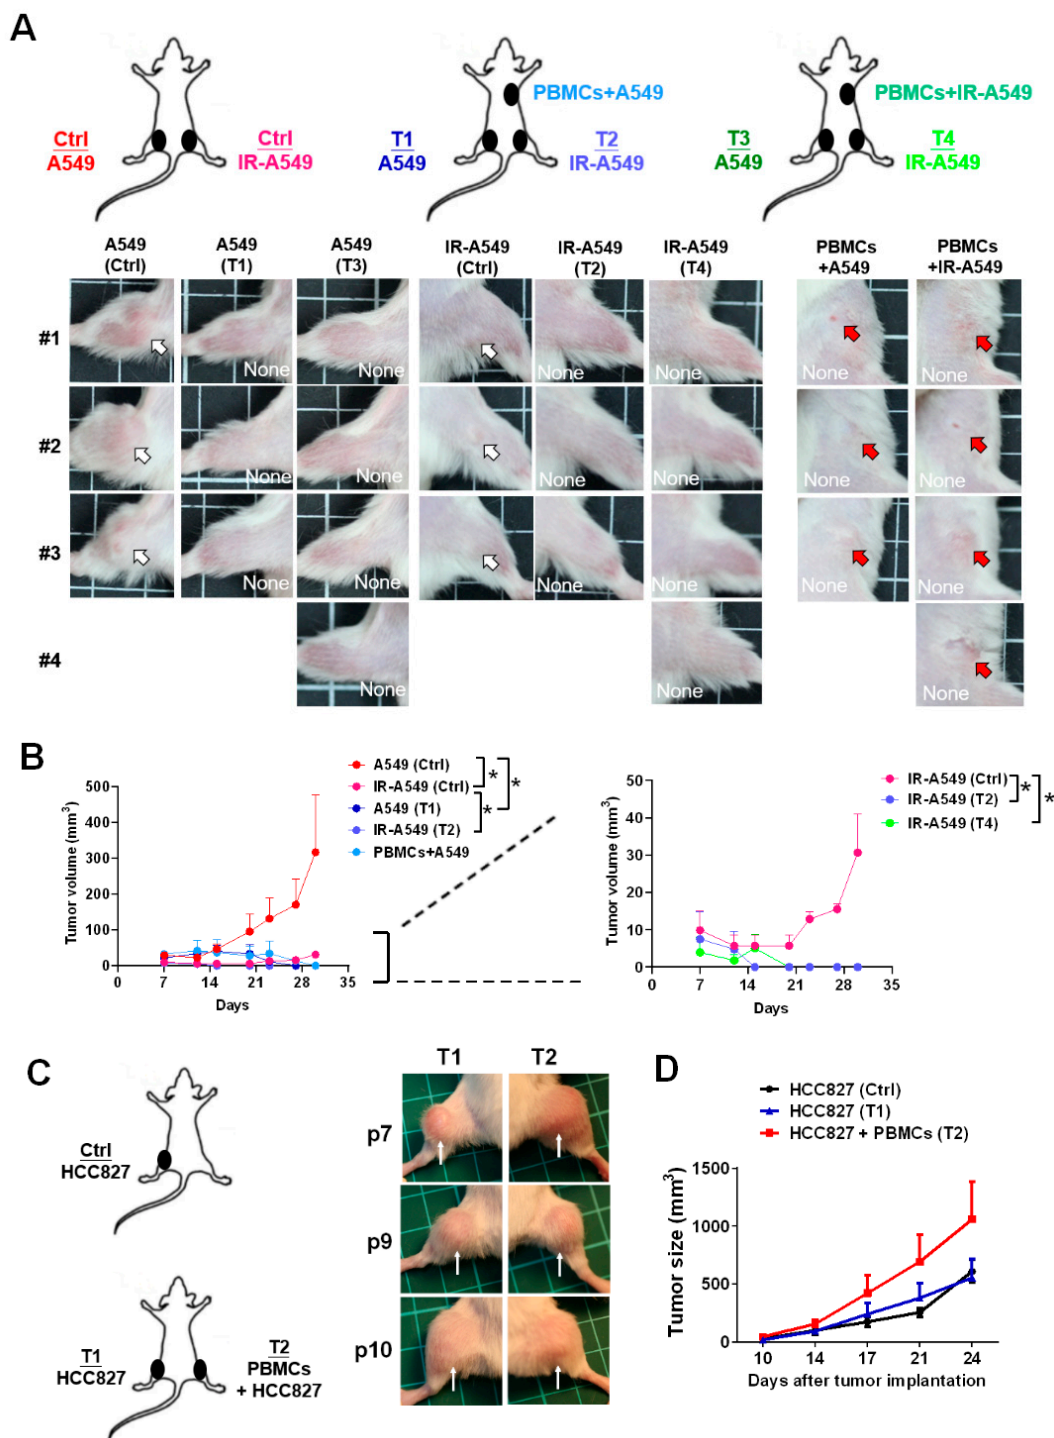 A
PBMCs+A549
PBMCs+IR-A549
Ctrl
A549
Ctrl
IR-A549
T1
A549
T2
IR-A549
T3
A549
T4
IR-A549
A549
(Ctrl)
A549
(T1)
A549
(T3)
IR-A549
(Ctrl)
IR-A549
(T2)
IR-A549
(T4)
PBMCs
+A549
PBMCs
+IR-A549
#1
None
None
None
None
None
None
#2
None
None
None
None
None
None
#3
None
None
None
None
None
None
#4
None
None
None
B
Tumor volume (mm3)
500
400
300
200
100
0
0 7 14 21 28 35
Days
A549 (Ctrl)
IR-A549 (Ctrl)
A549 (T1)
IR-A549 (T2)
PBMCs+A549
* * *
Tumor volume (mm3)
50
40
30
20
10
0
0 7 14 21 28 35
Days
IR-A549 (Ctrl)
IR-A549 (T2)
IR-A549 (T4)
* *
C
Ctrl
HCC827
T1
HCC827
T2
PBMCs
+ HCC827
T1 T2
p7
p9
p10
D
HCC827 (Ctrl)
HCC827 (T1)
HCC827 + PBMCs (T2)
Tumor size (mm3)
1500
1000
500
0
10 14 17 21 24
Days after tumor implantation